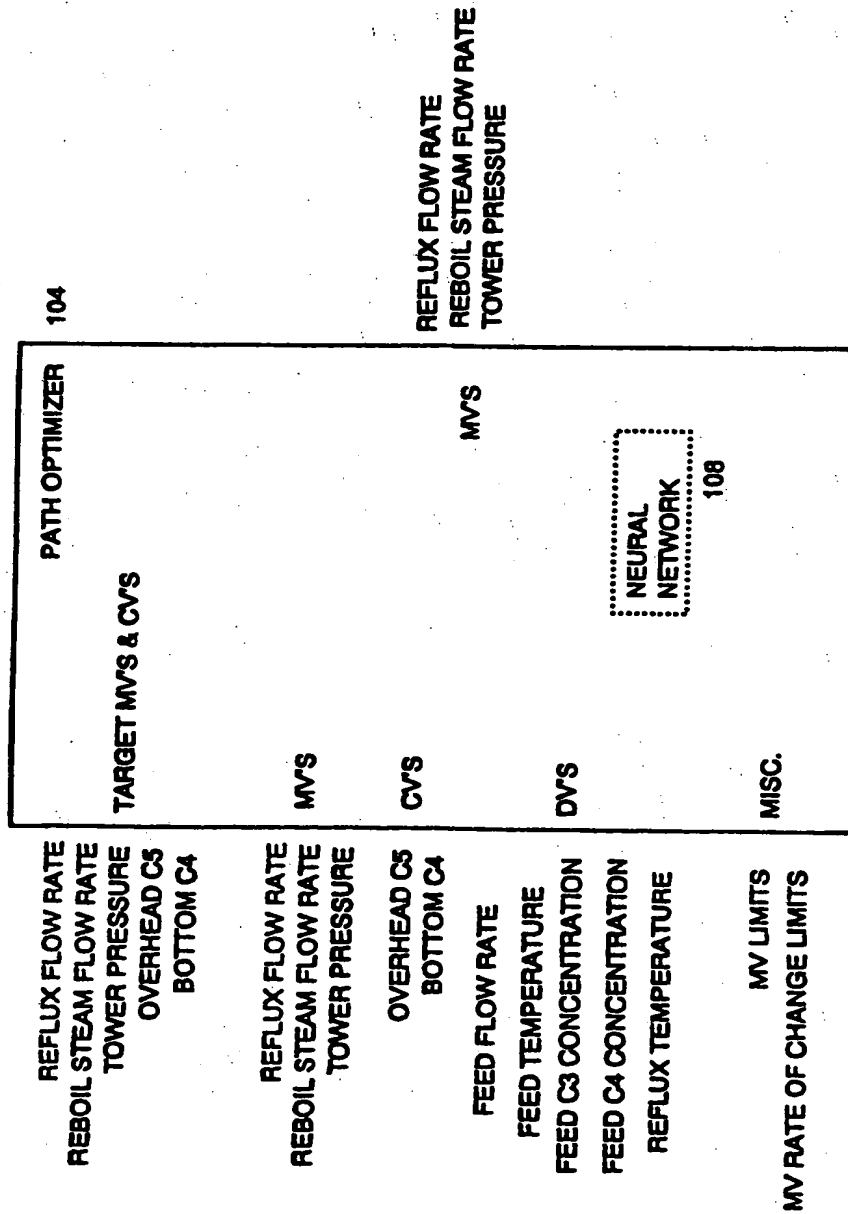 PATH OPTIMIZER
104
REFLUX FLOW RATE
REBOIL STEAM FLOW RATE
TOWER PRESSURE
OVERHEAD C5
BOTTOM C4
TARGET MV'S & CV'S
REFLUX FLOW RATE
REBOIL STEAM FLOW RATE
TOWER PRESSURE
MV'S
OVERHEAD C5
BOTTOM C4
CV'S
FEED FLOW RATE
FEED TEMPERATURE
FEED C3 CONCENTRATION
FEED C4 CONCENTRATION
REFLUX TEMPERATURE
DV'S
MV LIMITS
MV RATE OF CHANGE LIMITS
MISC.
NEURAL
NETWORK
108
MV'S
REFLUX FLOW RATE
REBOIL STEAM FLOW RATE
TOWER PRESSURE